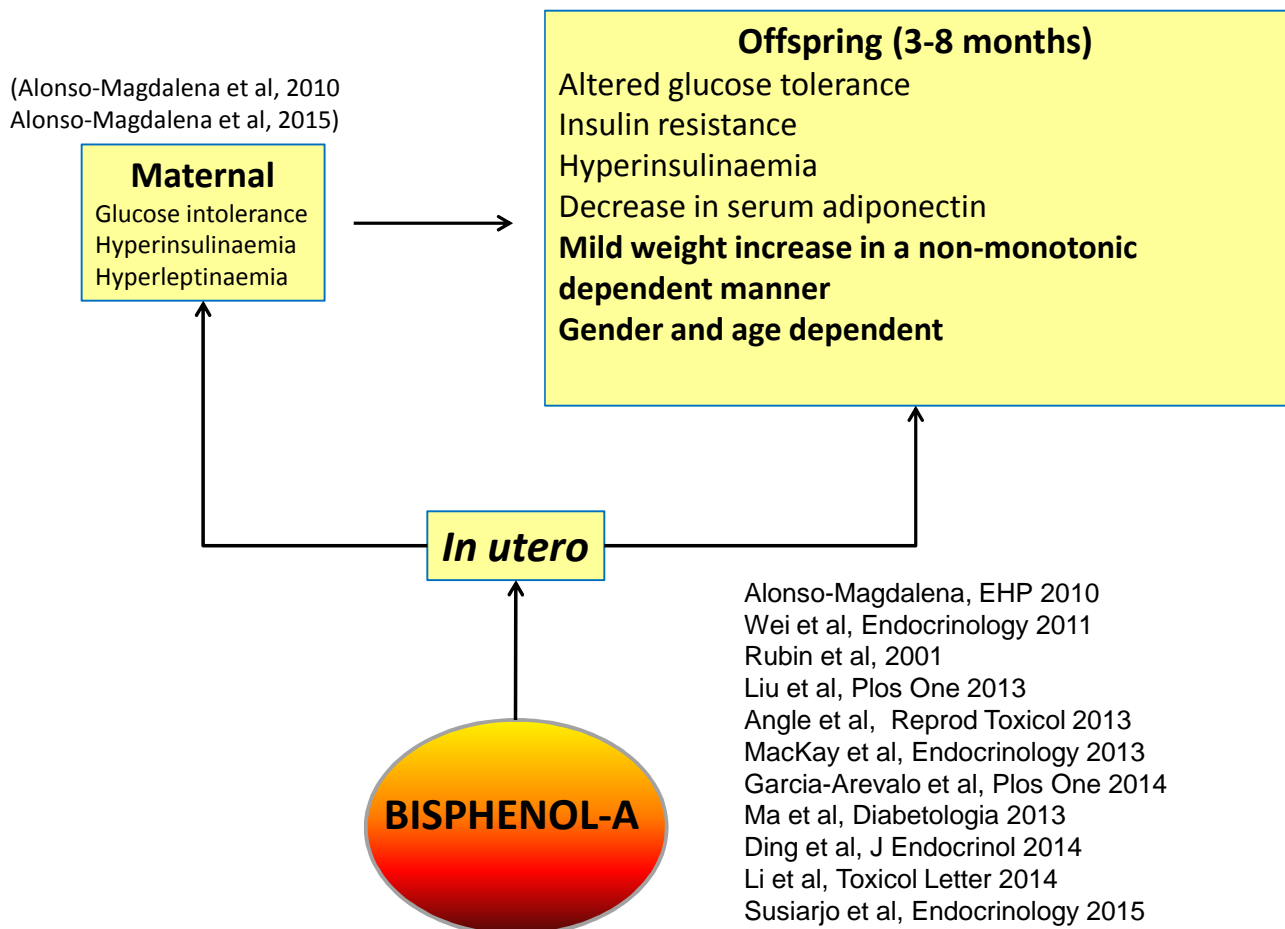 (Alonso-Magdalena et al, 2010
Alonso-Magdalena et al, 2015)
Maternal
Glucose intolerance
Hyperinsulinaemia
Hyperleptinaemia
Offspring (3-8 months)
Altered glucose tolerance
Insulin resistance
Hyperinsulinaemia
Decrease in serum adiponectin
Mild weight increase in a non-monotonic
dependent manner
Gender and age dependent
In utero
BISPHENOL-A
Alonso-Magdalena, EHP 2010
Wei et al, Endocrinology 2011
Rubin et al, 2001
Liu et al, Plos One 2013
Angle et al, Reprod Toxicol 2013
MacKay et al, Endocrinology 2013
Garcia-Arevalo et al, Plos One 2014
Ma et al, Diabetologia 2013
Ding et al, J Endocrinol 2014
Li et al, Toxicol Letter 2014
Susiarjo et al, Endocrinology 2015